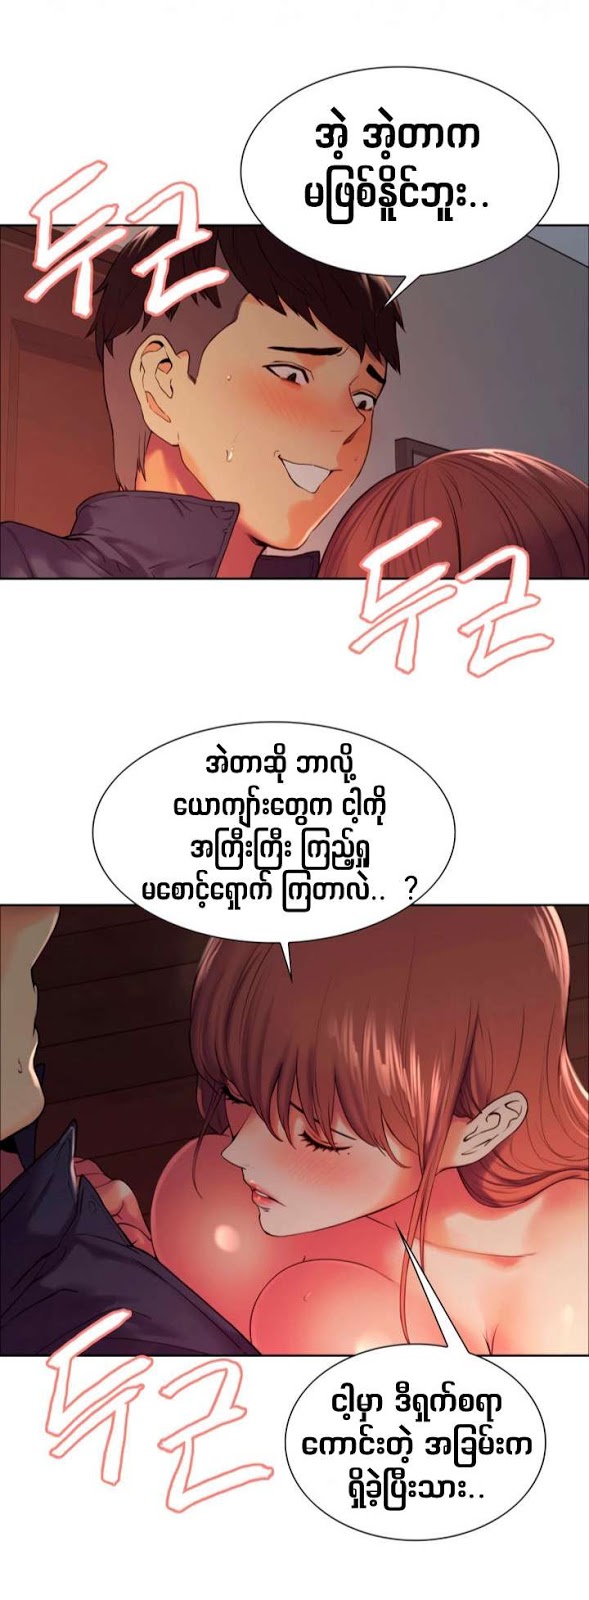 အဲ့ အဲ့တာက
မဖြစ်နိူင်ဘူး..
두근
두근
အဲတာဆို ဘာလို့
ယောကျာ်းတွေက ငါ့ကို
အကြီးကြီး ကြည့်ရှု
မစောင့်ရှောက် ကြတာလဲ.. ?
두근
ငါ့မှာ ဒီရှက်စရာ
ကောင်းတဲ့ အခြမ်းက
ရှိခဲ့ပြီးသား..